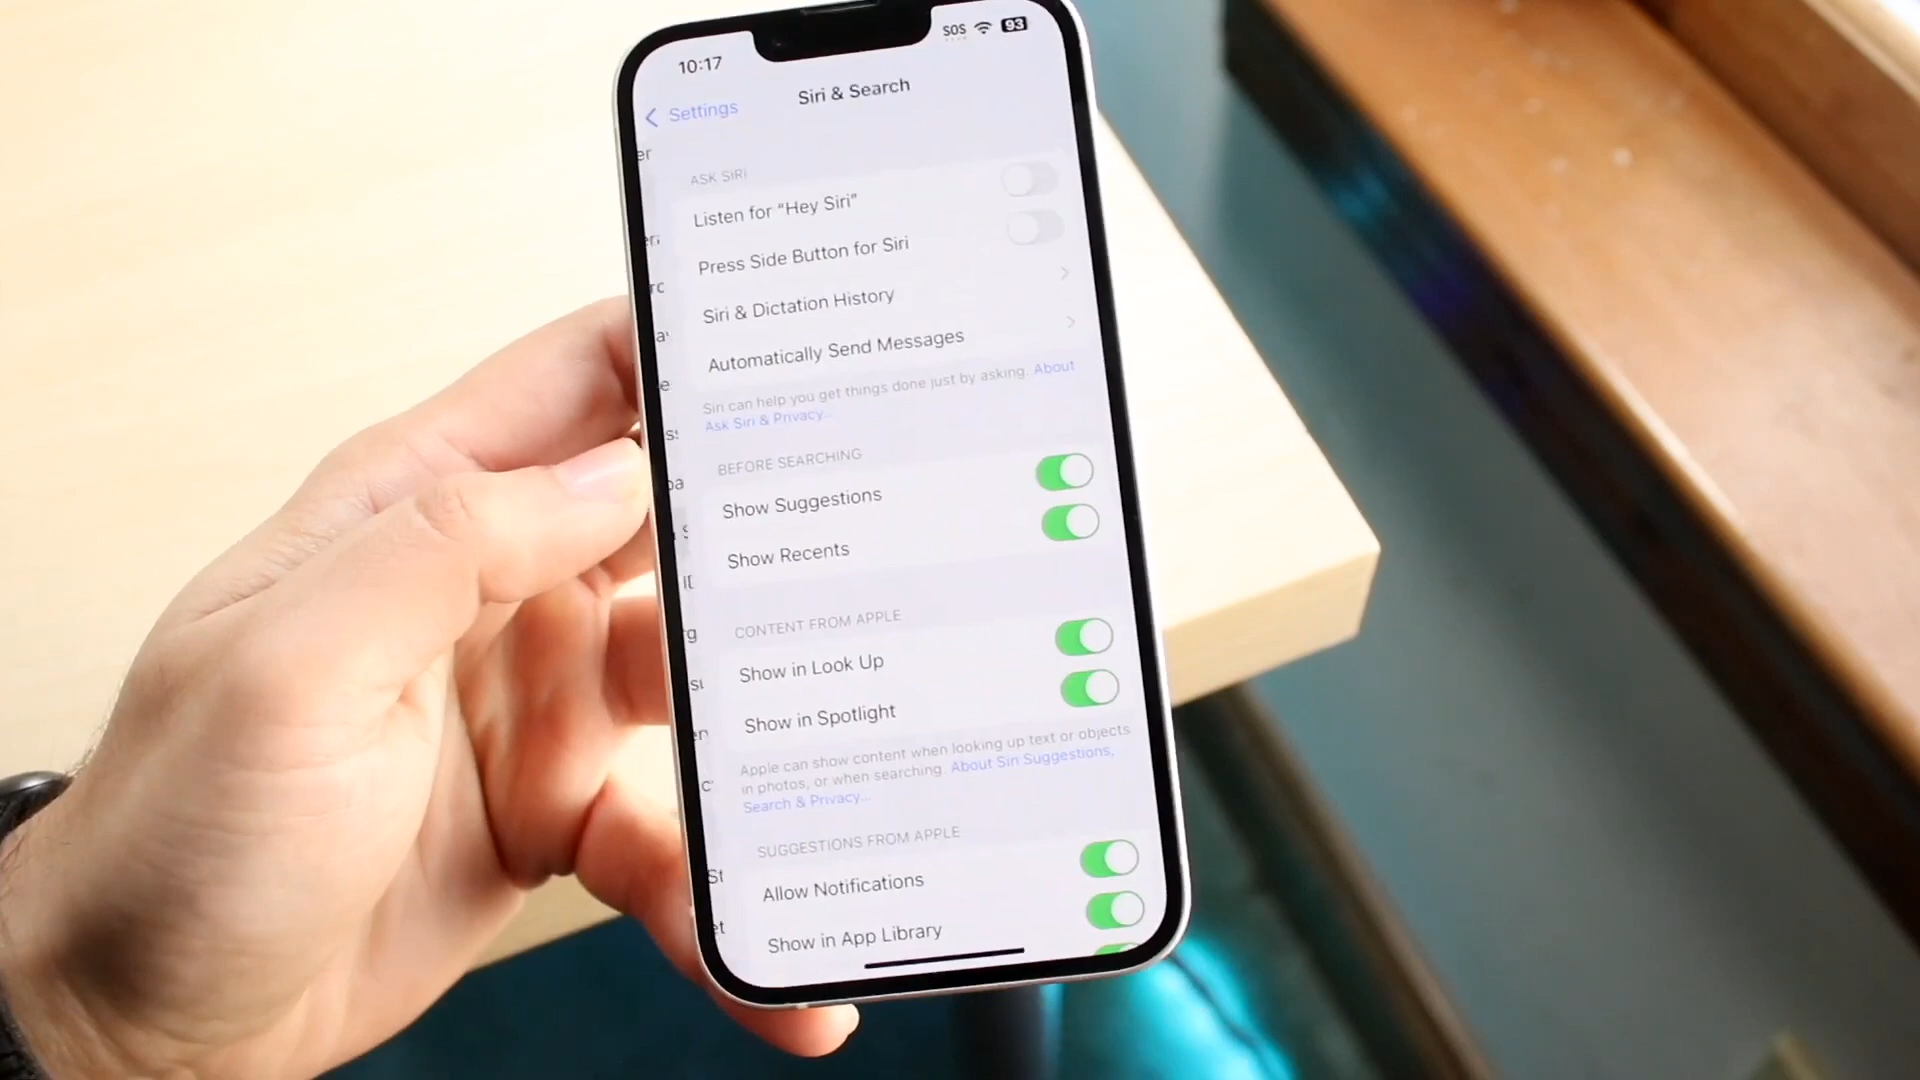 10:17
SOS 93
Settings
Siri & Search
ASK SIRI
Listen for “Hey Siri”
Press Side Button for Siri
Siri & Dictation History
Automatically Send Messages
Siri can help you get things done just by asking. About
Ask Siri & Privacy...
BEFORE SEARCHING
Show Suggestions
Show Recents
CONTENT FROM APPLE
Show in Look Up
Show in Spotlight
Apple can show content when looking up text or objects
in photos, or when searching. About Siri Suggestions,
Search & Privacy...
SUGGESTIONS FROM APPLE
Allow Notifications
Show in App Library